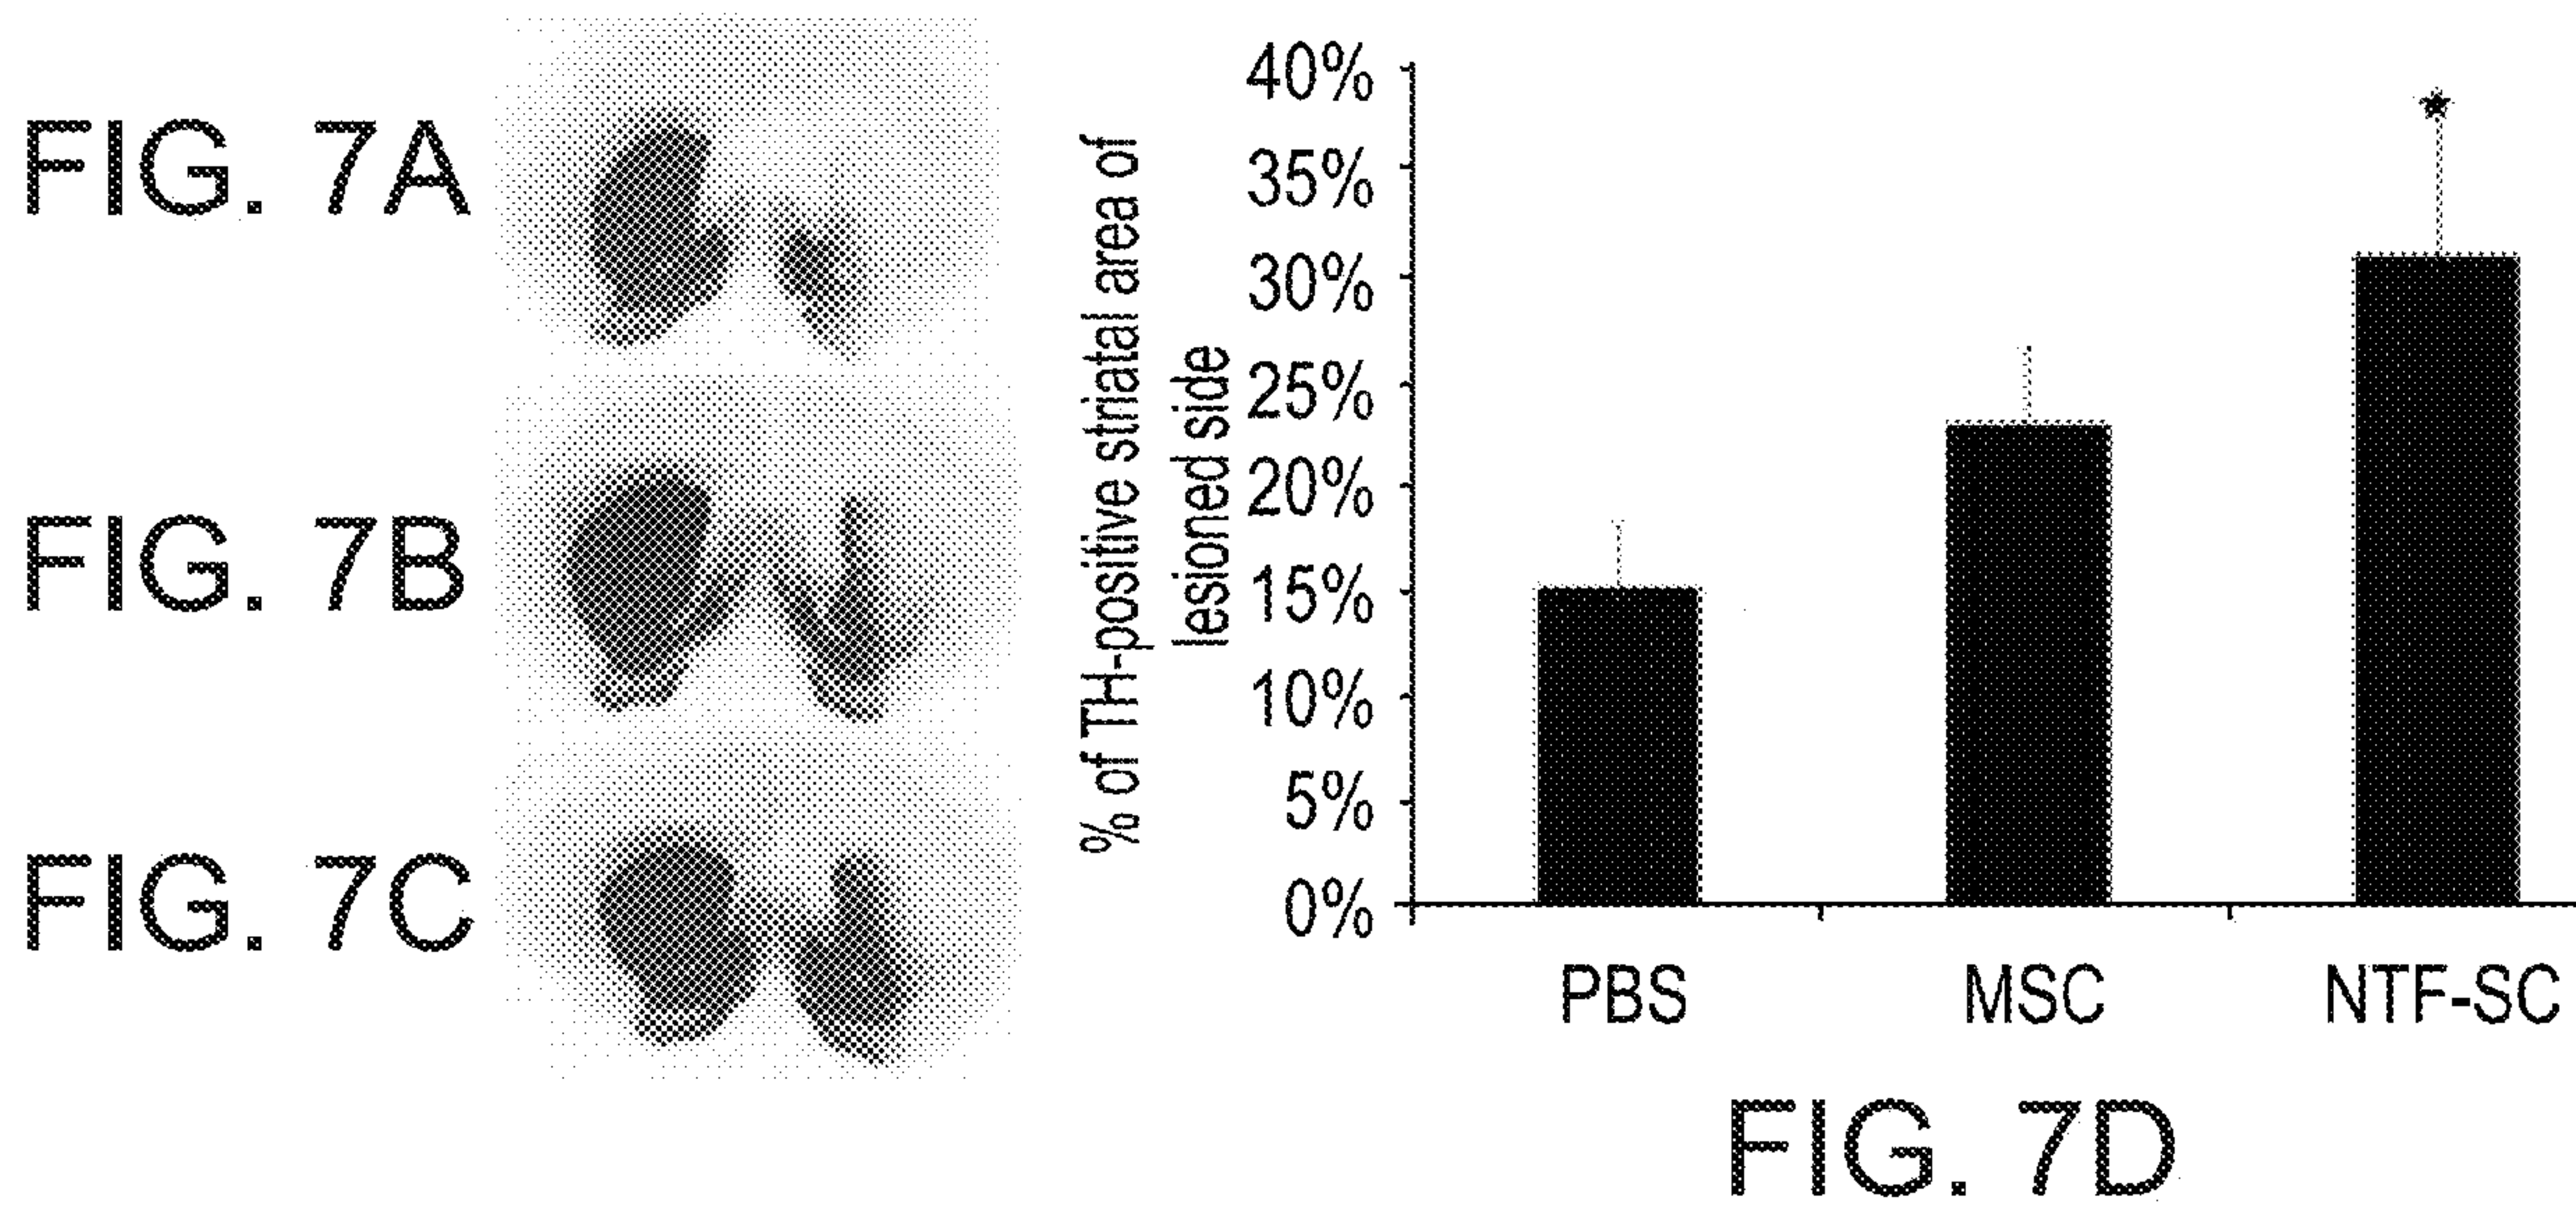 FIG. 7A
FIG. 7B
FIG. 7C
% of TH-positive striatal area of
lesioned side
40%
35%
30%
25%
20%
15%
10%
5%
0%
PBS
MSC
NTF-SC
FIG. 7D